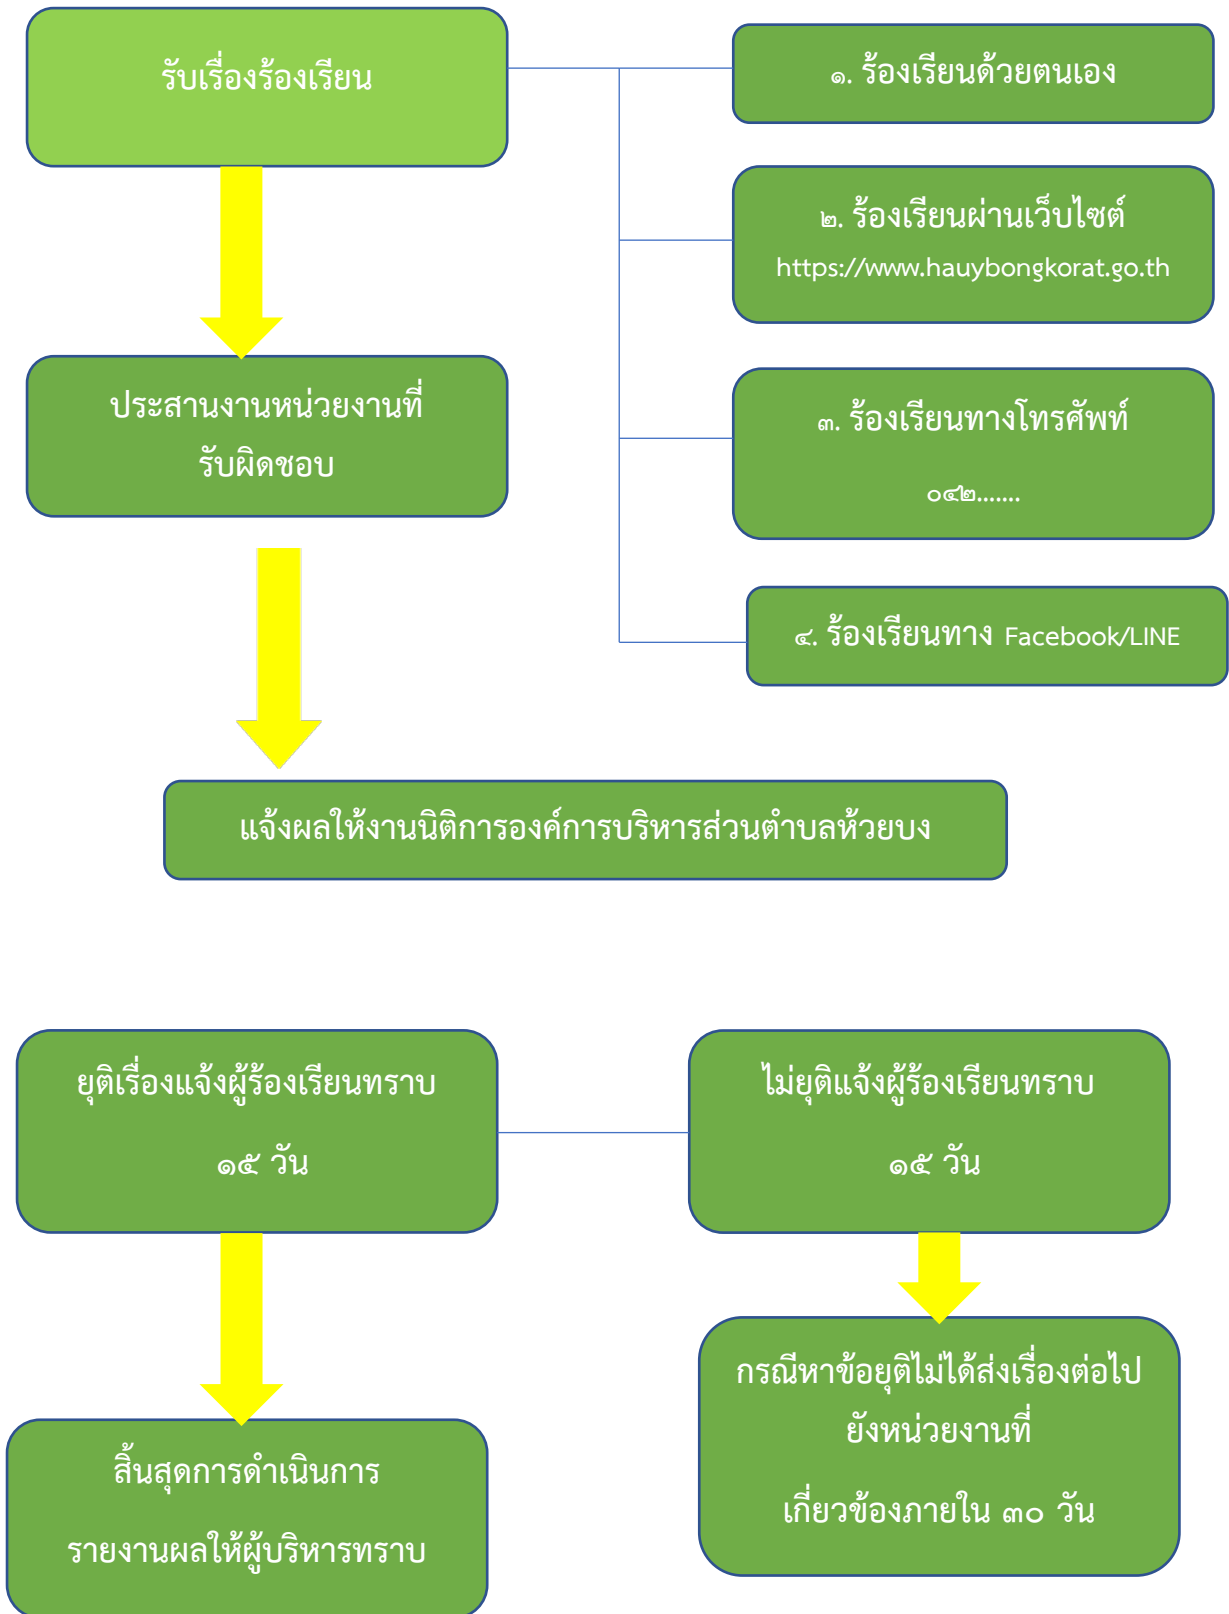 รับเรื่องร้องเรียน
๑. ร้องเรียนด้วยตนเอง
๒. ร้องเรียนผ่านเว็บไซต์
https://www.hauybongkorat.go.th
ประสานงานหน่วยงานที่
รับผิดชอบ
๓. ร้องเรียนทางโทรศัพท์
๐๔๒.......
๔. ร้องเรียนทาง Facebook/LINE
แจ้งผลให้งานนิติการองค์การบริหารส่วนตำบลห้วยบง
ยุติเรื่องแจ้งผู้ร้องเรียนทราบ
๑๕ วัน
ไม่ยุติแจ้งผู้ร้องเรียนทราบ
๑๕ วัน
กรณีหาข้อยุติไม่ได้ส่งเรื่องต่อไป
ยังหน่วยงานที่
เกี่ยวข้องภายใน ๓๐ วัน
สิ้นสุดการดำเนินการ
รายงานผลให้ผู้บริหารทราบ